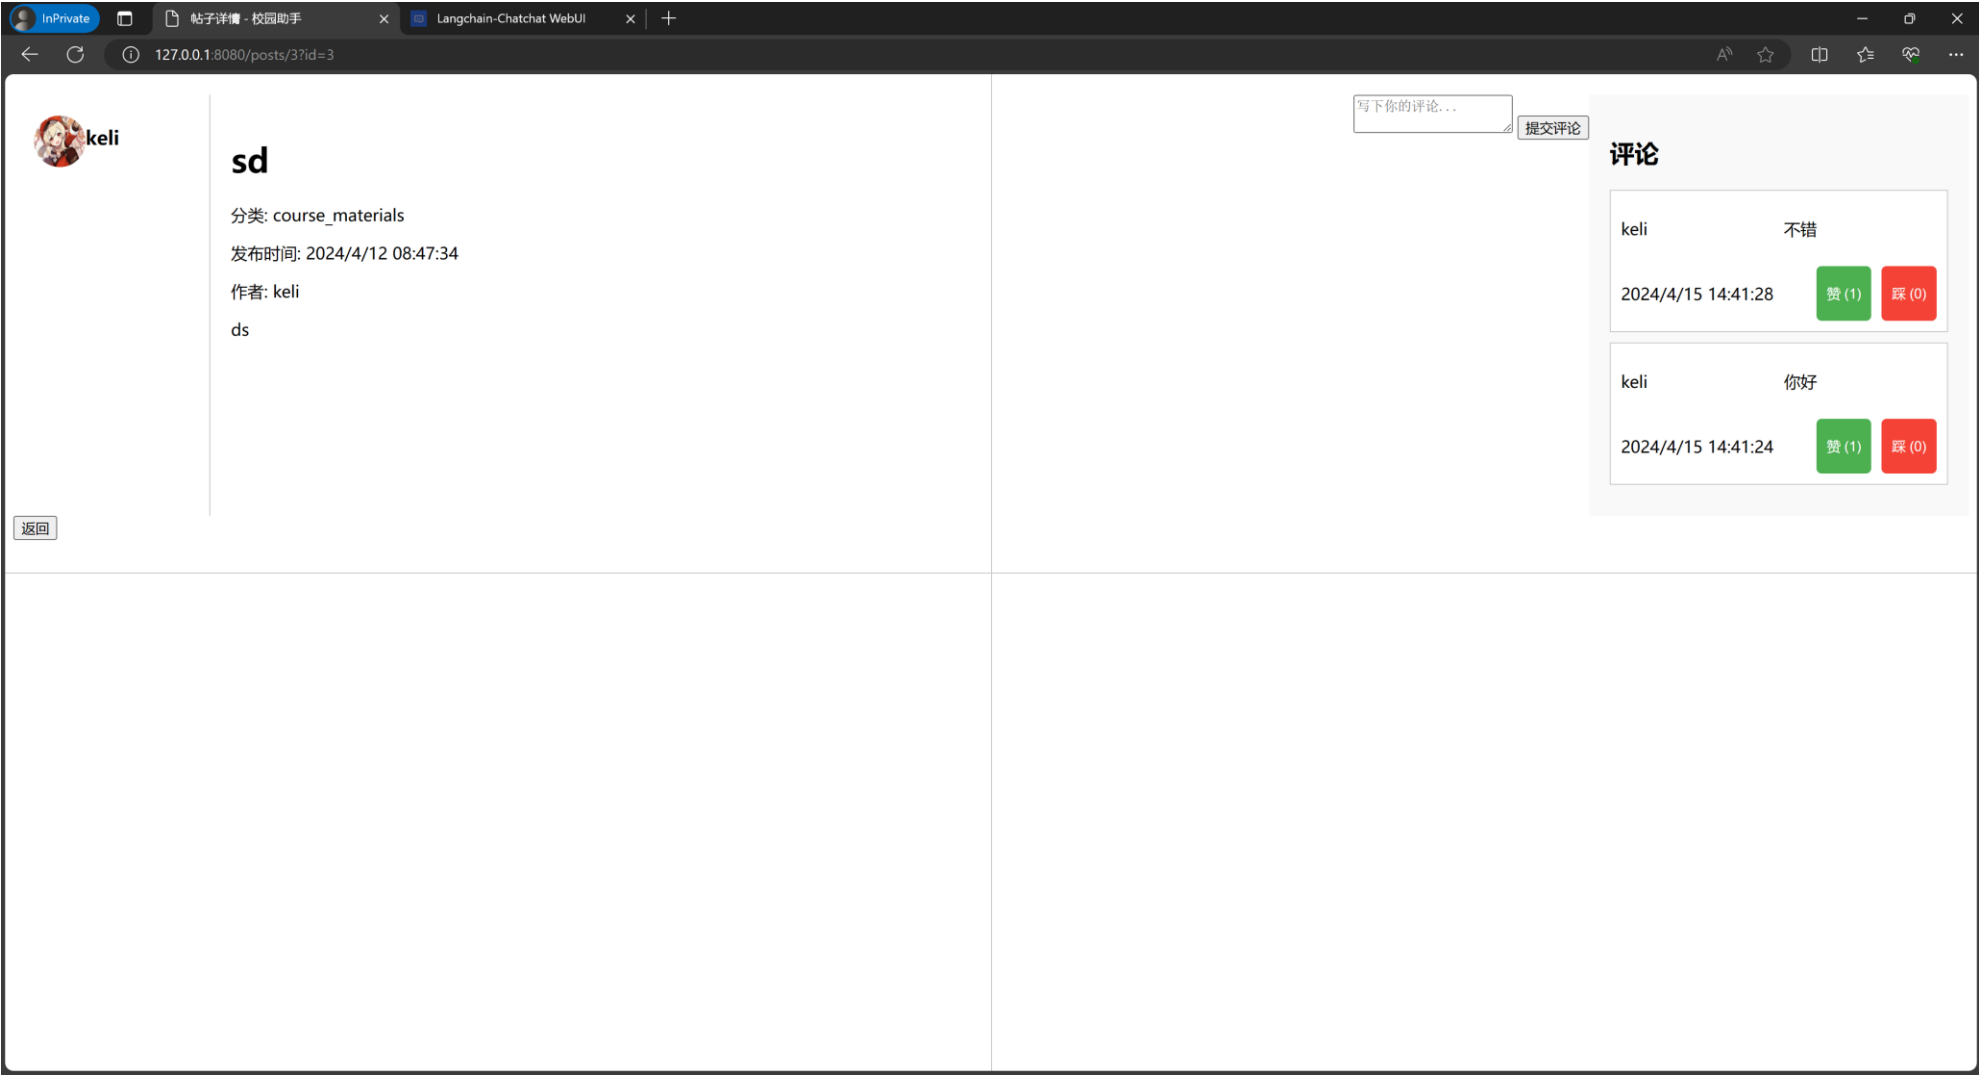 InPrivate
帖子详情 - 校园助手
Langchain-Chatchat WebUI
127.0.0.1:8080/posts/3?id=3
keli
sd
分类: course_materials
发布时间: 2024/4/12 08:47:34
作者: keli
ds
返回
写下你的评论...
提交评论
评论
keli 不错
2024/4/15 14:41:28 赞 (1) 踩 (0)
keli 你好
2024/4/15 14:41:24 赞 (1) 踩 (0)